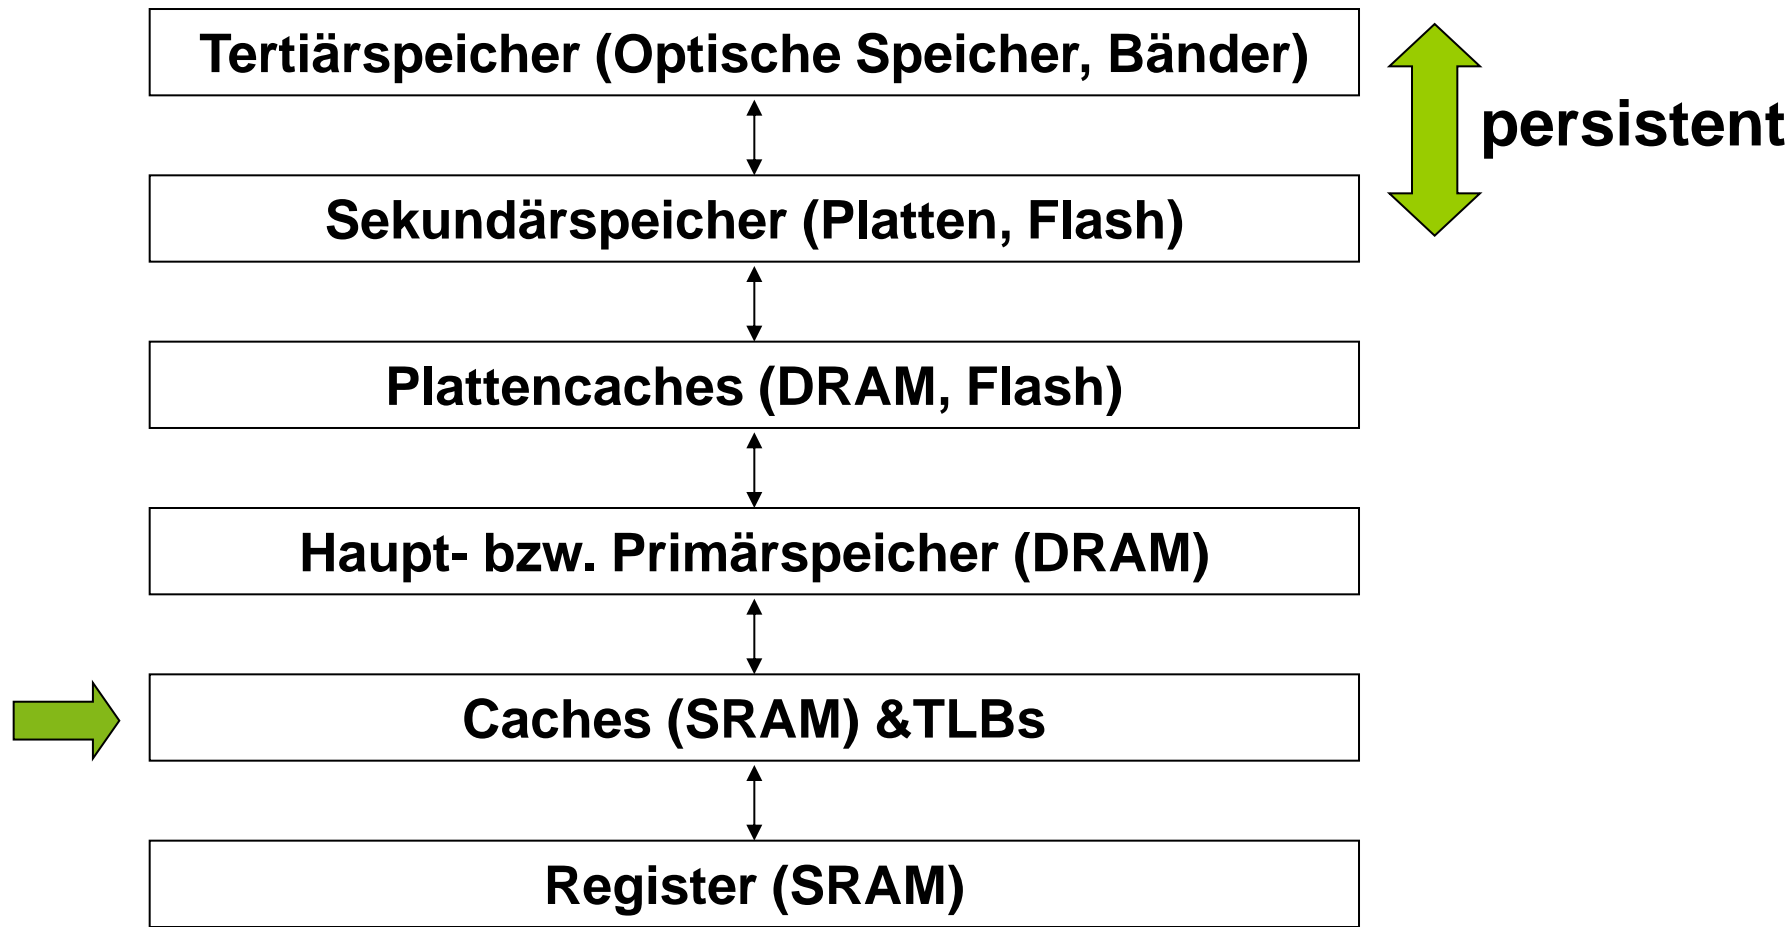 Tertiärspeicher (Optische Speicher, Bänder)
persistent
Sekundärspeicher (Platten, Flash)
Plattencaches (DRAM, Flash)
Haupt- bzw. Primärspeicher (DRAM)
Caches (SRAM) &TLBs
Register (SRAM)